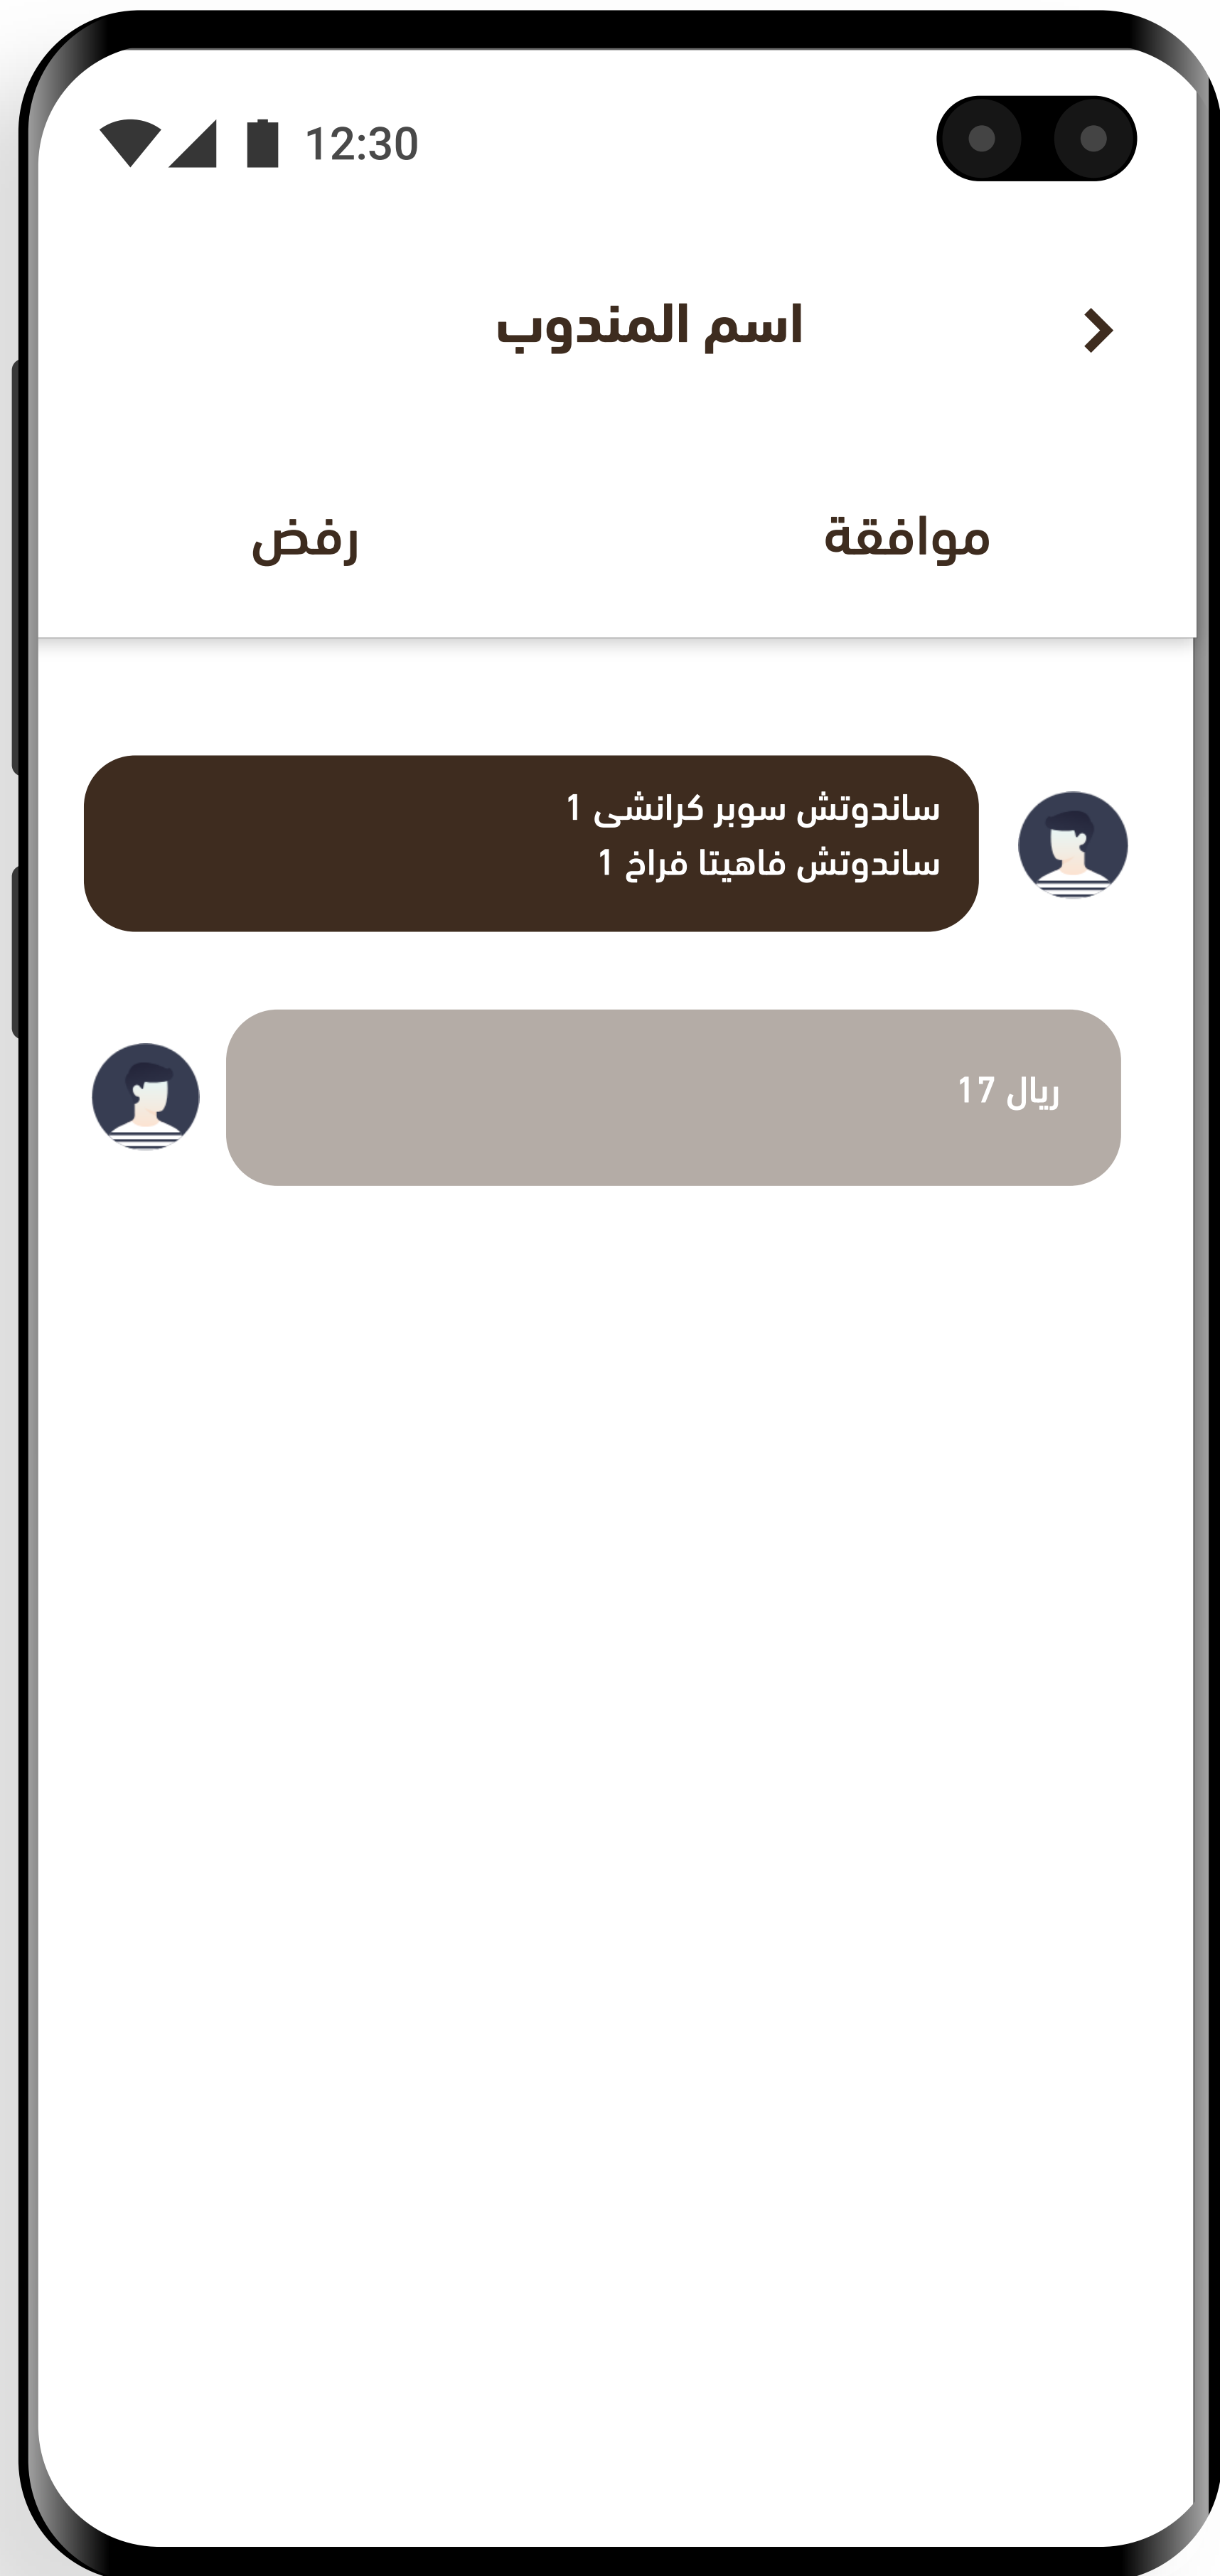 12:30
اسم المندوب
موافقة
رفض
ساندوتش سوبر كرانشى 1
ساندوتش فاهيتا فراخ 1
ريال 17